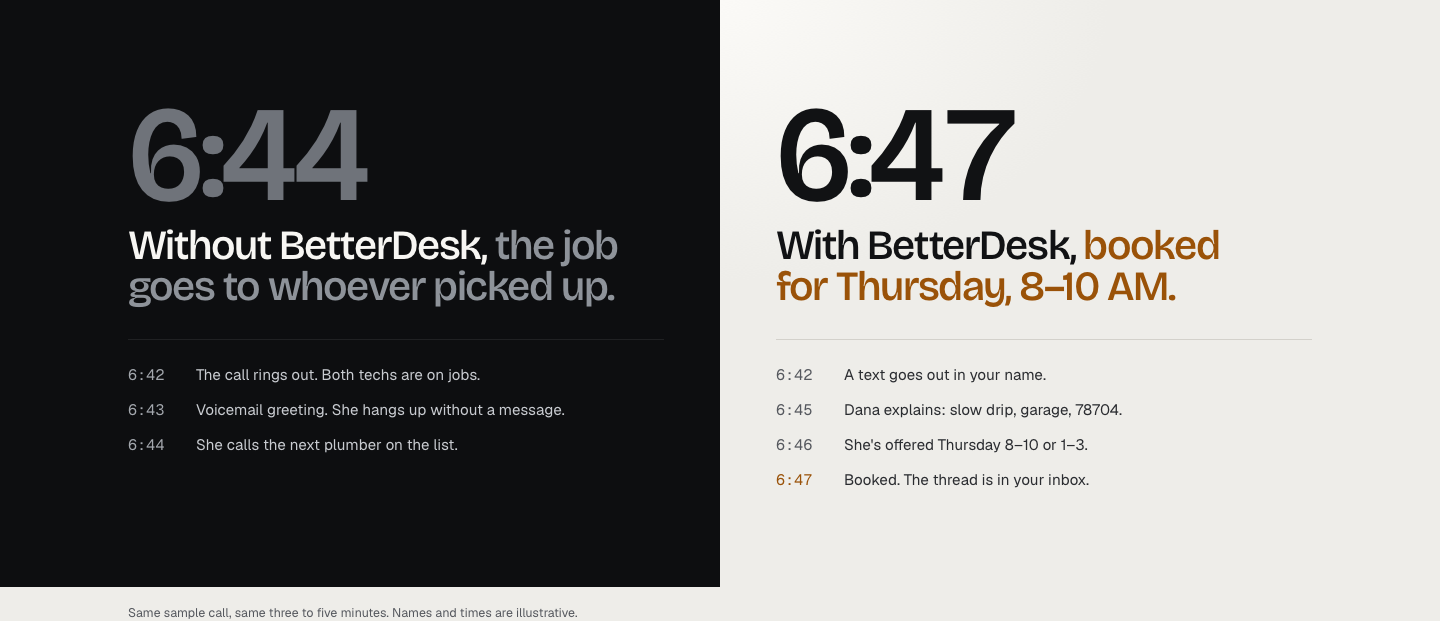 6:44
Without BetterDesk, the job
goes to whoever picked up.
6:42 The call rings out. Both techs are on jobs.
6:43 Voicemail greeting. She hangs up without a message.
6:44 She calls the next plumber on the list.
6:47
With BetterDesk, booked
for Thursday, 8–10 AM.
6:42 A text goes out in your name.
6:45 Dana explains: slow drip, garage, 78704.
6:46 She's offered Thursday 8–10 or 1–3.
6:47 Booked. The thread is in your inbox.
Same sample call, same three to five minutes. Names and times are illustrative.